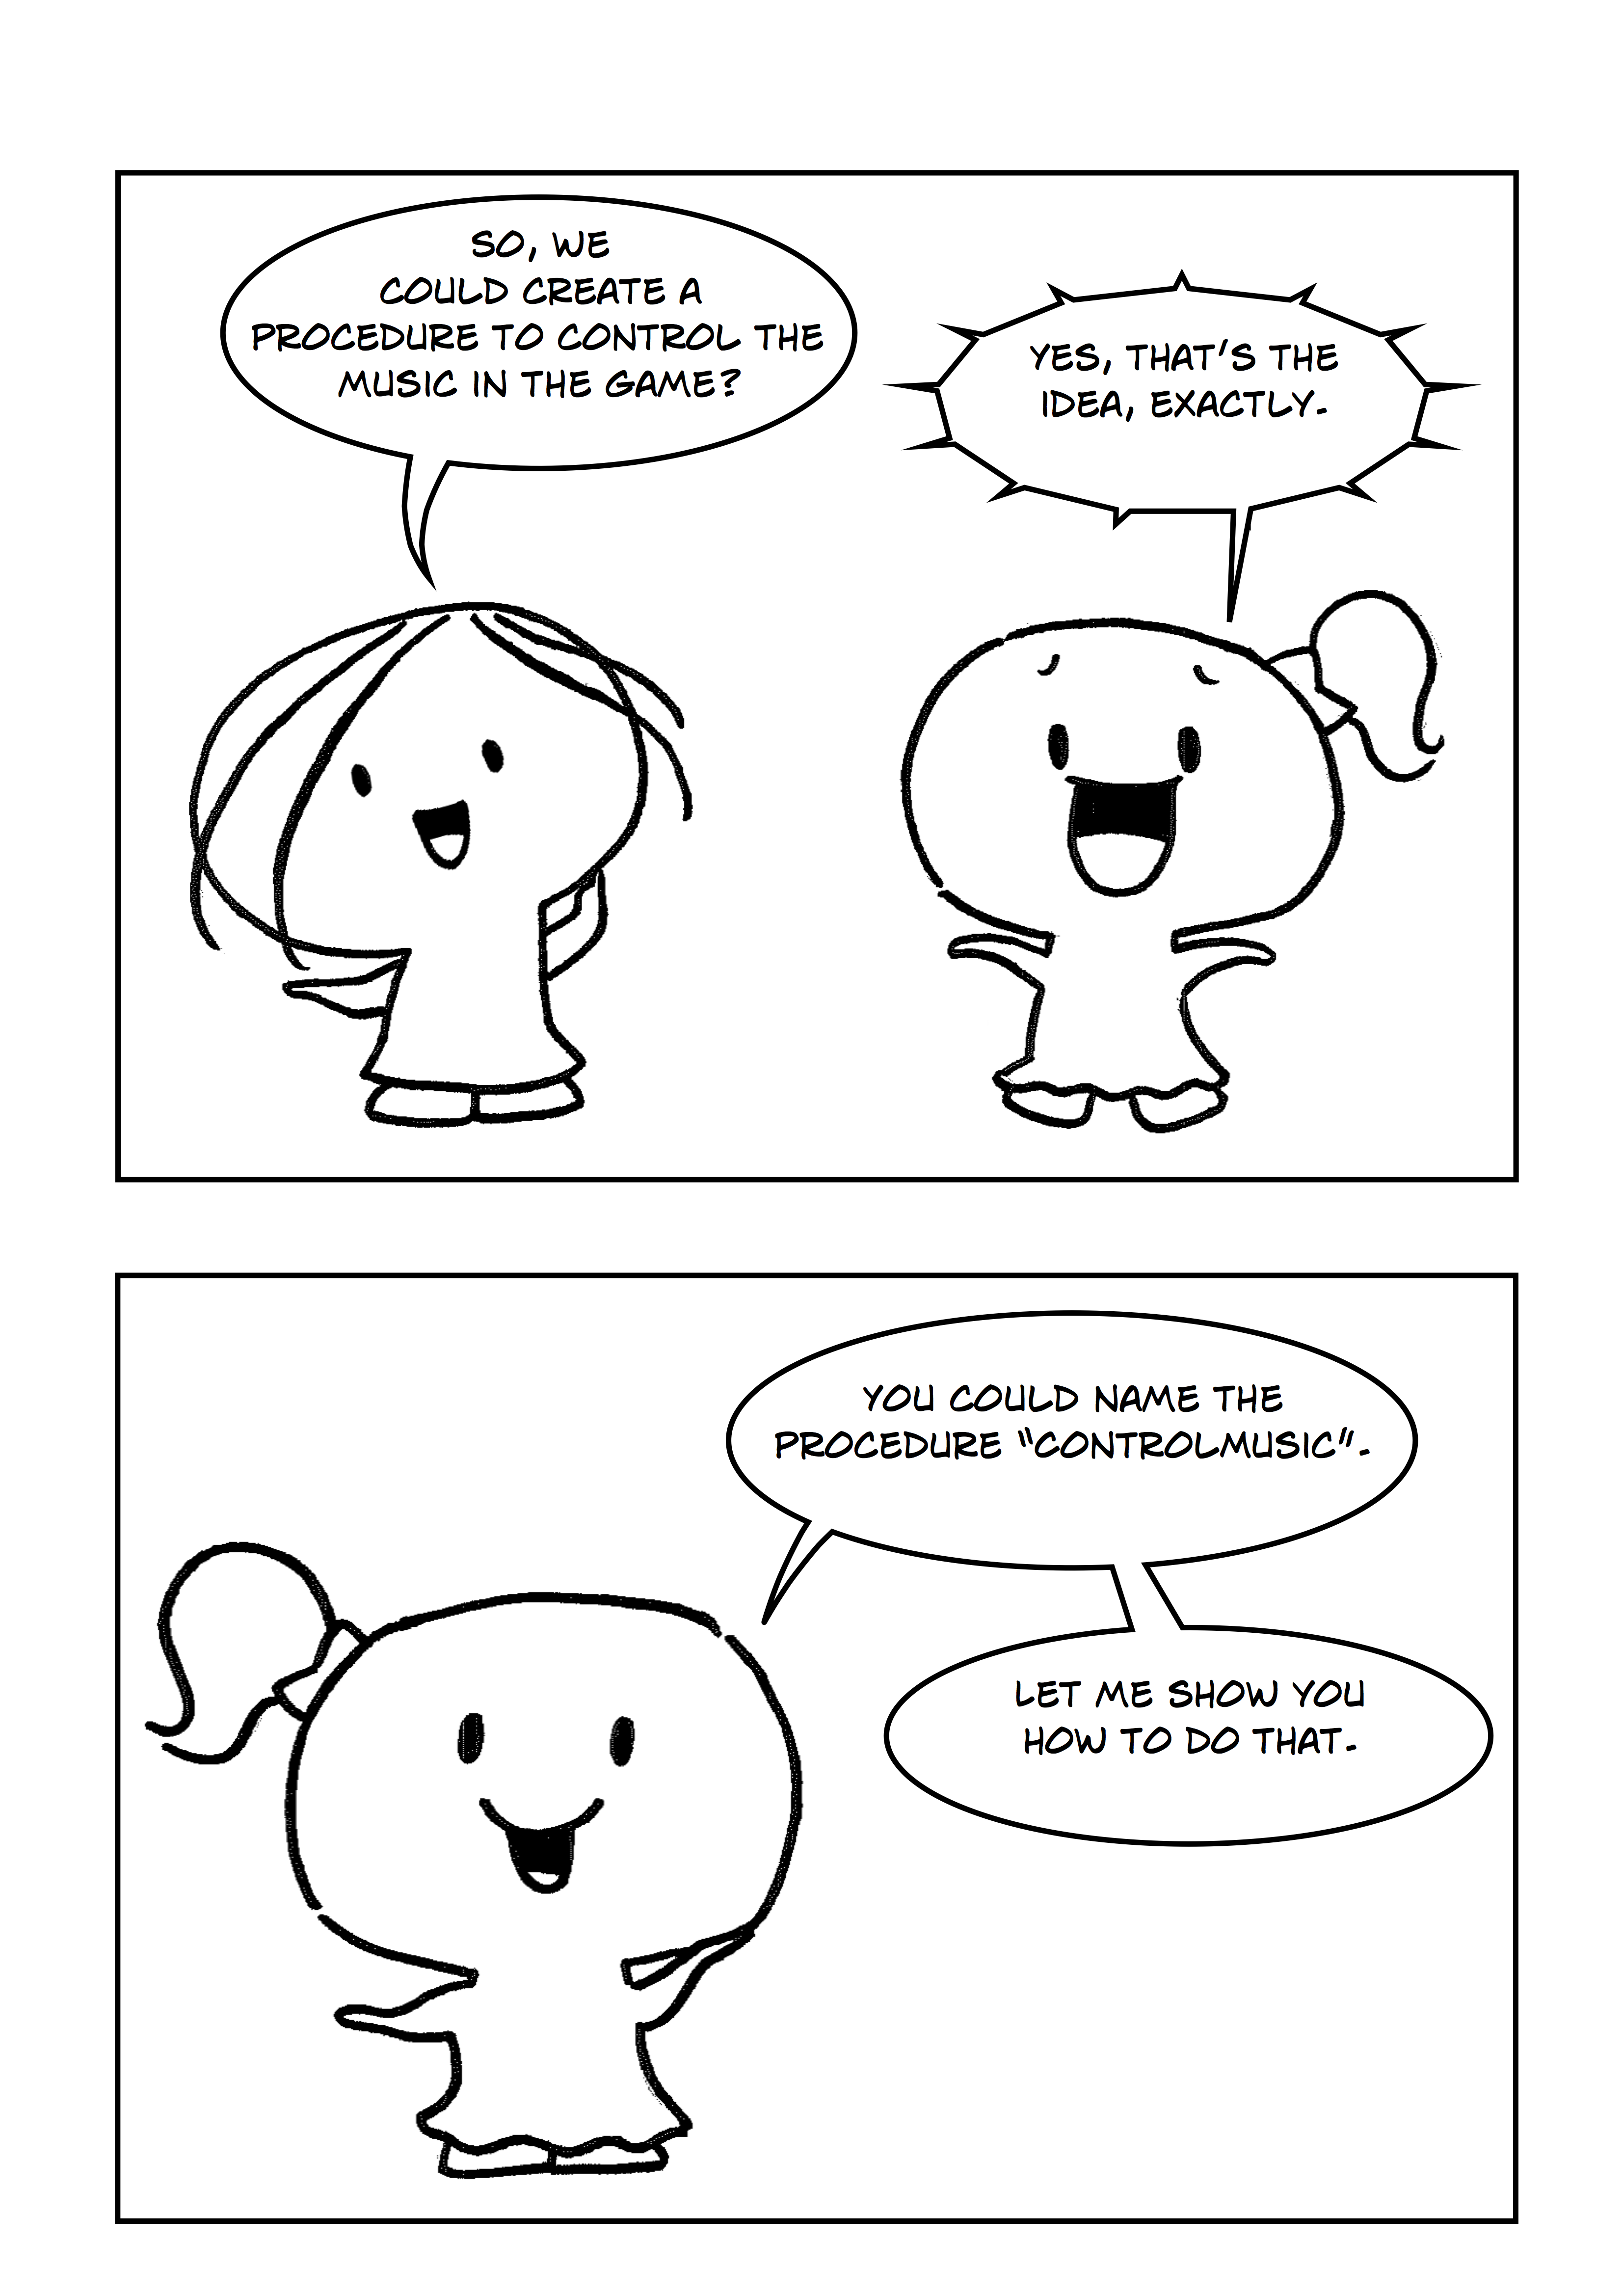 SO, WE
COULD CREATE A
PROCEDURE TO CONTROL THE
MUSIC IN THE GAME?
YES, THAT'S THE
IDEA, EXACTLY.
YOU COULD NAME THE
PROCEDURE "CONTROLMUSIC".
LET ME SHOW YOU
HOW TO DO THAT.